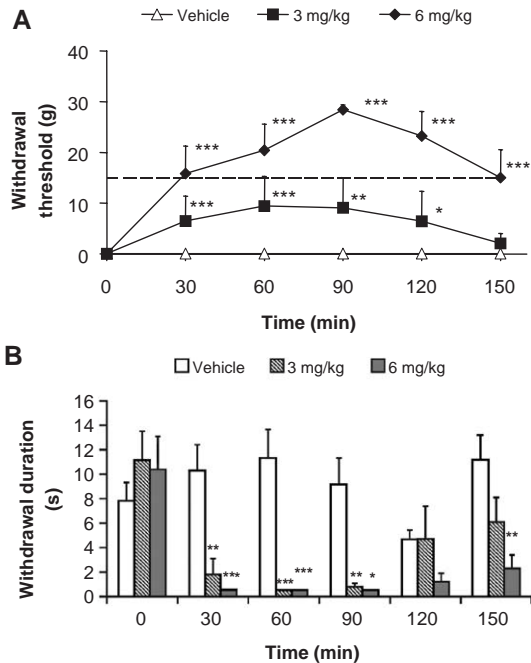 A
Vehicle 3 mg/kg 6 mg/kg
Withdrawal
threshold (g)
40
30
20
10
0
*** *** *** *** ***
*** *** ** *
0 30 60 90 120 150
Time (min)
B
Vehicle 3 mg/kg 6 mg/kg
Withdrawal duration
(s)
16
14
12
10
8
6
4
2
0
** *** *** *** ** * **
0 30 60 90 120 150
Time (min)